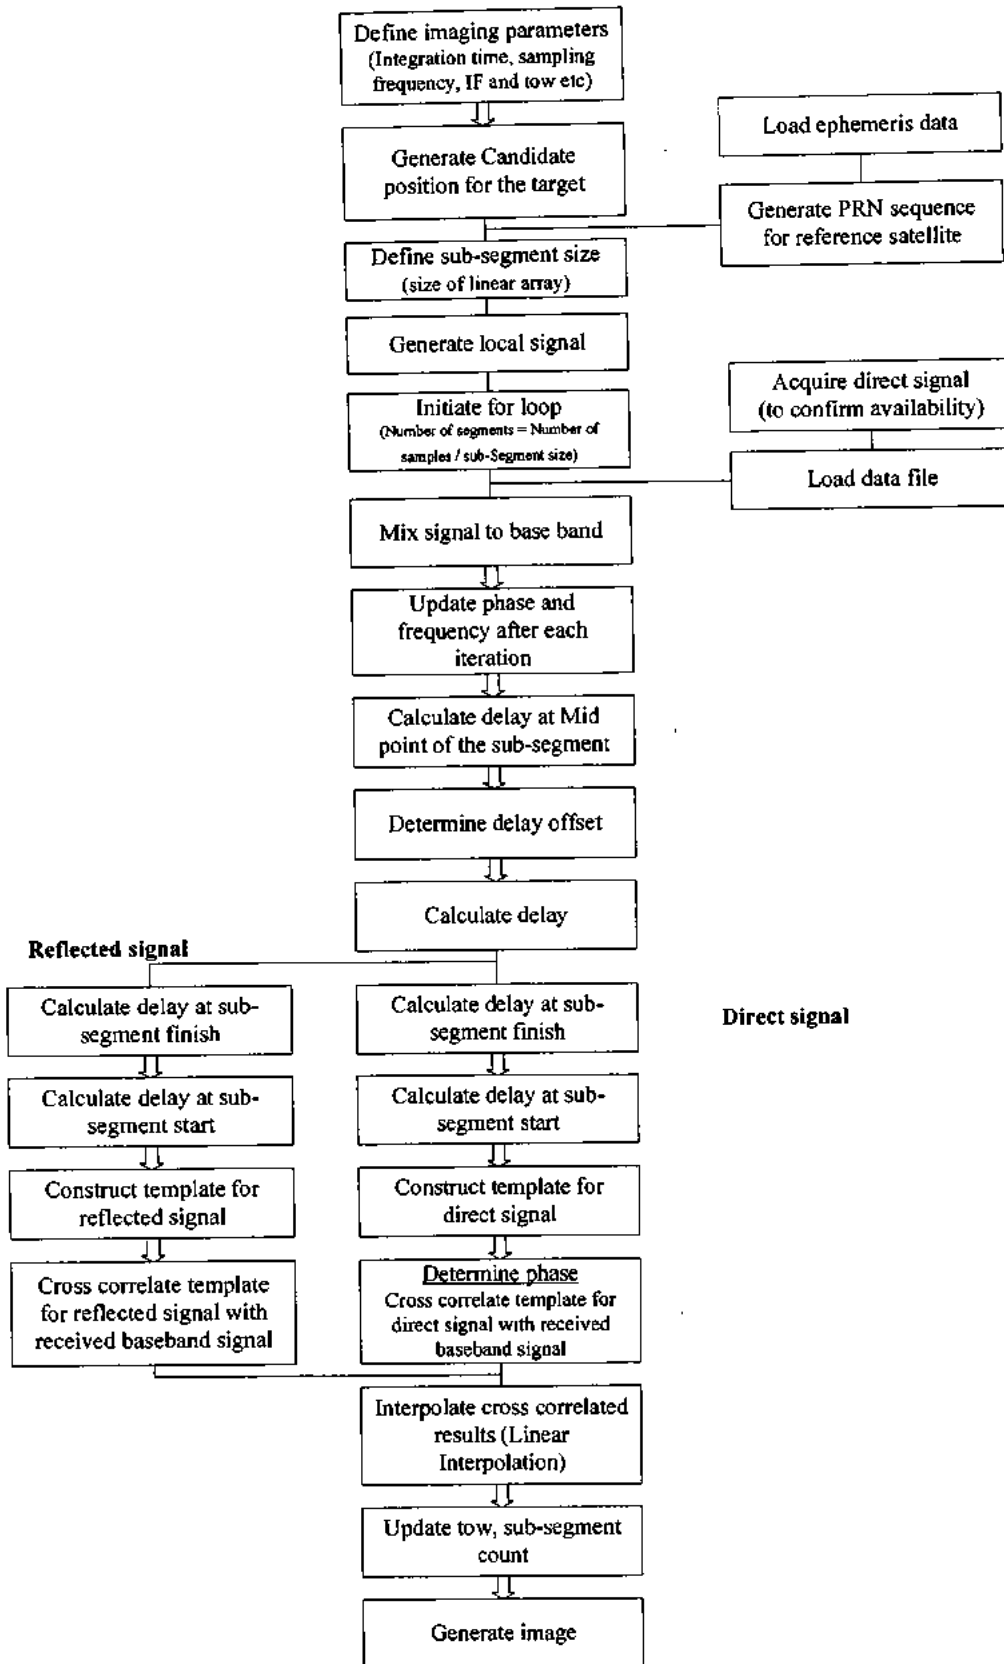 Define imaging parameters
(Integration time, sampling
frequency, IF and tow etc)
Load ephemeris data
Generate Candidate
position for the target
Generate PRN sequence
for reference satellite
Define sub-segment size
(size of linear array)
Generate local signal
Acquire direct signal
(to confirm availability)
Initiate for loop
(Number of segments = Number of
samples / sub-Segment size)
Load data file
Mix signal to base band
Update phase and
frequency after each
iteration
Calculate delay at Mid
point of the sub-segment
Determine delay offset
Calculate delay
Reflected signal
Direct signal
Calculate delay at sub-
segment finish
Calculate delay at sub-
segment start
Construct template for
reflected signal
Cross correlate template
for reflected signal with
received baseband signal
Calculate delay at sub-
segment finish
Calculate delay at sub-
segment start
Construct template for
direct signal
Determine phase
Cross correlate template for
direct signal with received
baseband signal
Interpolate cross correlated
results (Linear
Interpolation)
Update tow, sub-segment
count
Generate image